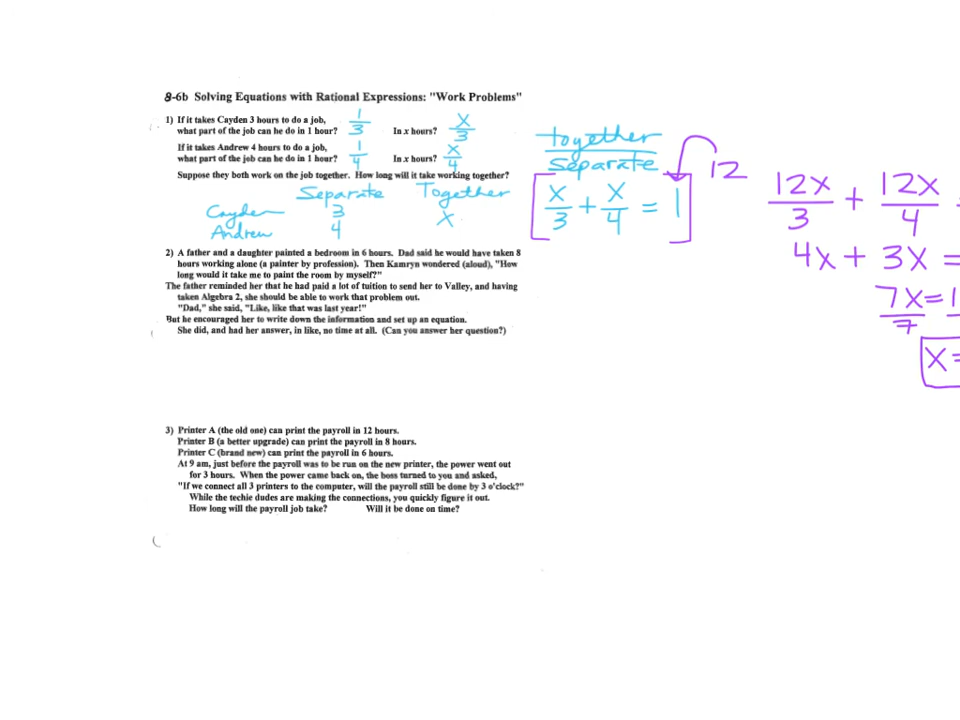 8-6b Solving Equations with Rational Expressions: "Work Problems"
1) If it takes Cayden 3 hours to do a job,
what part of the job can he do in 1 hour? 1/3 In x hours? x/3
If it takes Andrew 4 hours to do a job,
what part of the job can he do in 1 hour? 1/4 In x hours? x/4
Suppose they both work on the job together. How long will it take working together?
Separate Together
Cayden 3 x
Andrew 4
together
separate
[x/3 + x/4 = 1] 12
12x/3 + 12x/4 =
4x + 3x =
7x = 1
7
x =
2) A father and a daughter painted a bedroom in 6 hours. Dad said he would have taken 8
hours working alone (a painter by profession). Then Kamryn wondered (aloud), "How
long would it take me to paint the room by myself?"
The father reminded her that he had paid a lot of tuition to send her to Valley, and having
taken Algebra 2, she should be able to work that problem out.
"Dad," she said, "Like, like that was last year!"
But he encouraged her to write down the information and set up an equation.
She did, and had her answer, in like, no time at all. (Can you answer her question?)
3) Printer A (the old one) can print the payroll in 12 hours.
Printer B (a better upgrade) can print the payroll in 8 hours.
Printer C (brand new) can print the payroll in 6 hours.
At 9 am, just before the payroll was to be run on the new printer, the power went out
for 3 hours. When the power came back on, the boss turned to you and asked,
"If we connect all 3 printers to the computer, will the payroll still be done by 3 o'clock?"
While the techie dudes are making the connections, you quickly figure it out.
How long will the payroll job take? Will it be done on time?